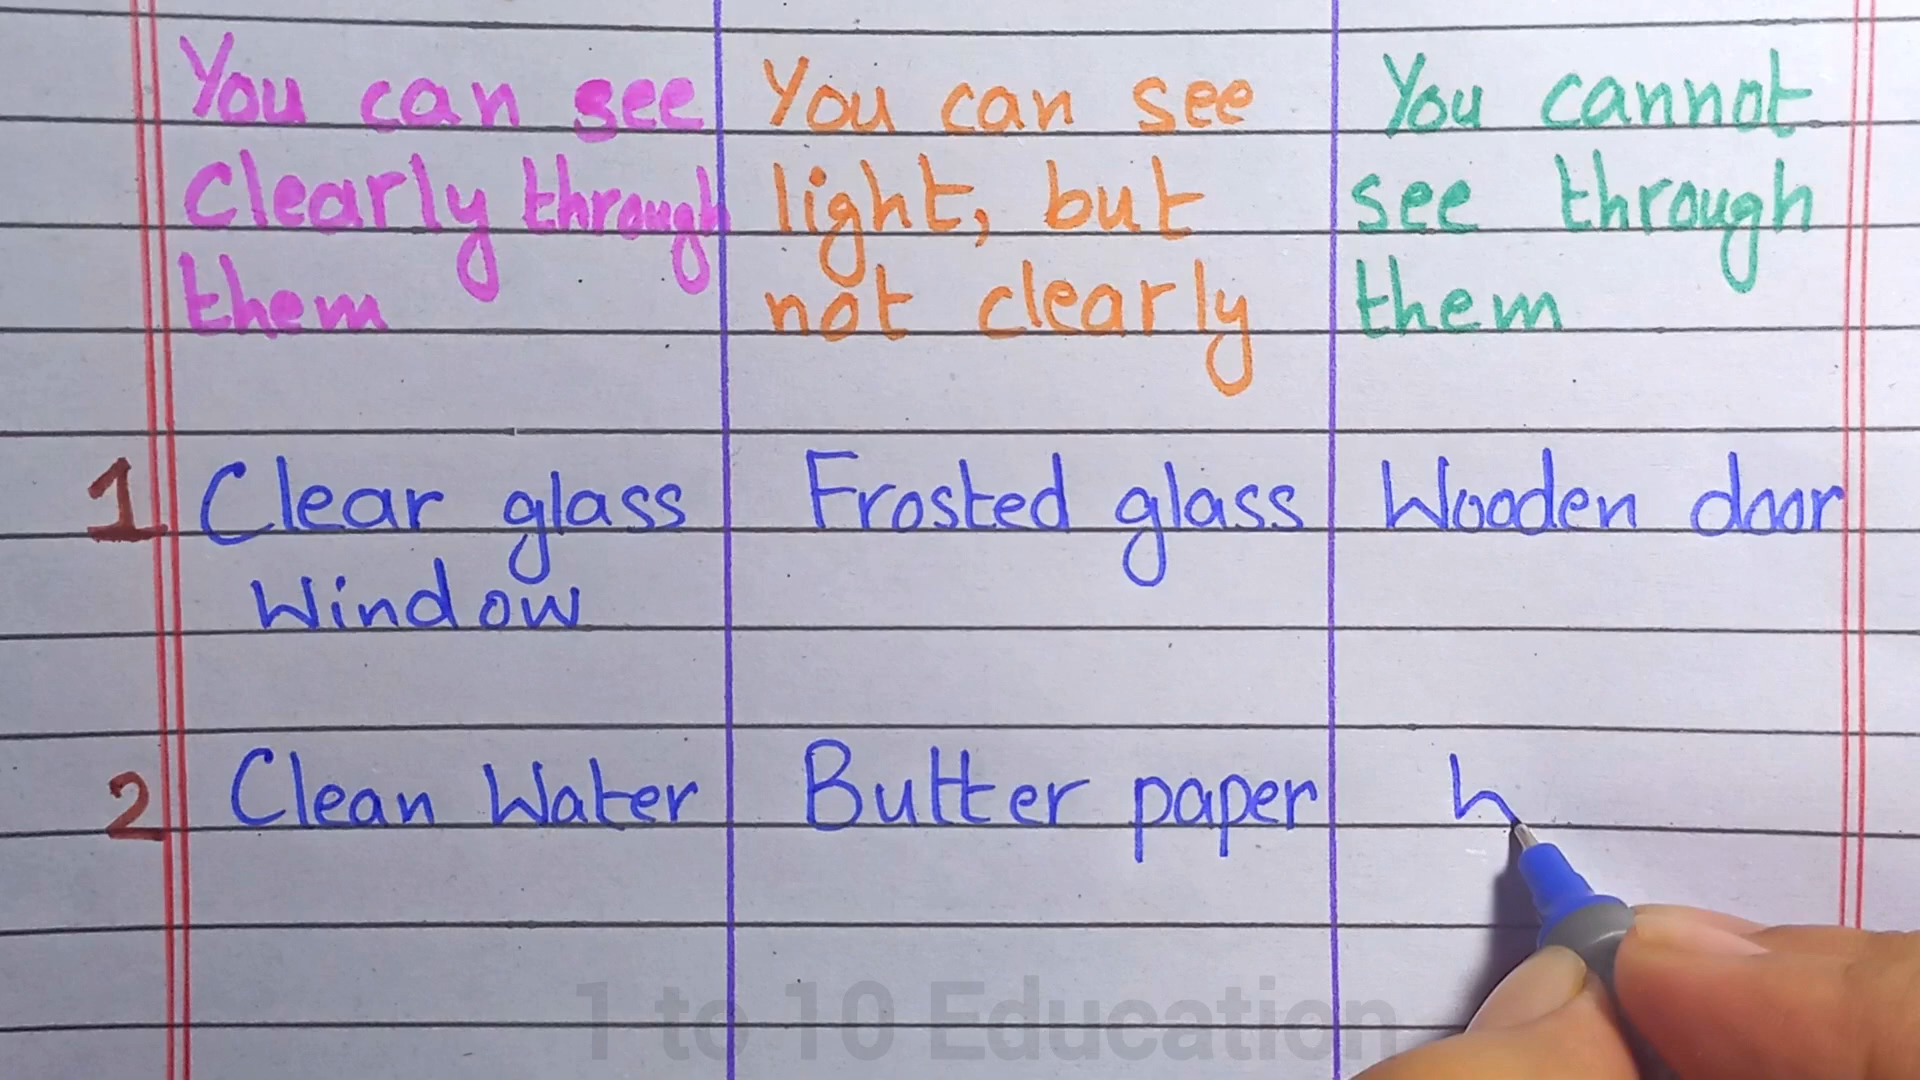 You can see
clearly through
them
You can see
light, but
not clearly
You cannot
see through
them
1 Clear glass
Window
Frosted glass
Wooden door
2 Clean Water
Butter paper
1 to 10 Education